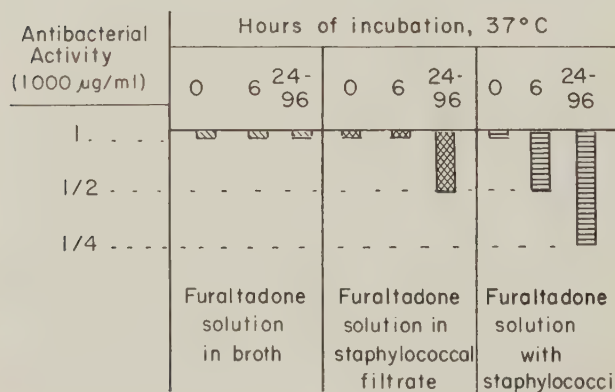 Antibacterial
Activity
(1000 µg/ml)
Hours of incubation, 37°C
0 6 24-
96
0 6 24-
96
0 6 24-
96
1
1/2
1/4
Furaltadone
solution
in broth
Furaltadone
solution in
staphylococcal
filtrate
Furaltadone
solution
with
staphylococci